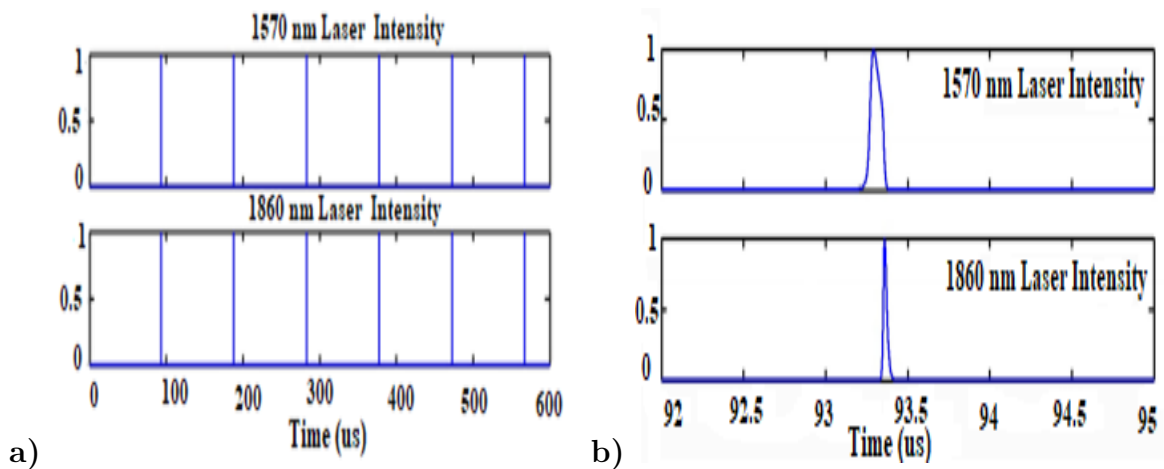 1570 nm Laser Intensity
1
0.5
0
1860 nm Laser Intensity
1
0.5
0
0 100 200 300 400 500 600
Time (us)
a)
1
0.5
0
1570 nm Laser Intensity
1
0.5
0
1860 nm Laser Intensity
92 92.5 93 93.5 94 94.5 95
Time (us)
b)